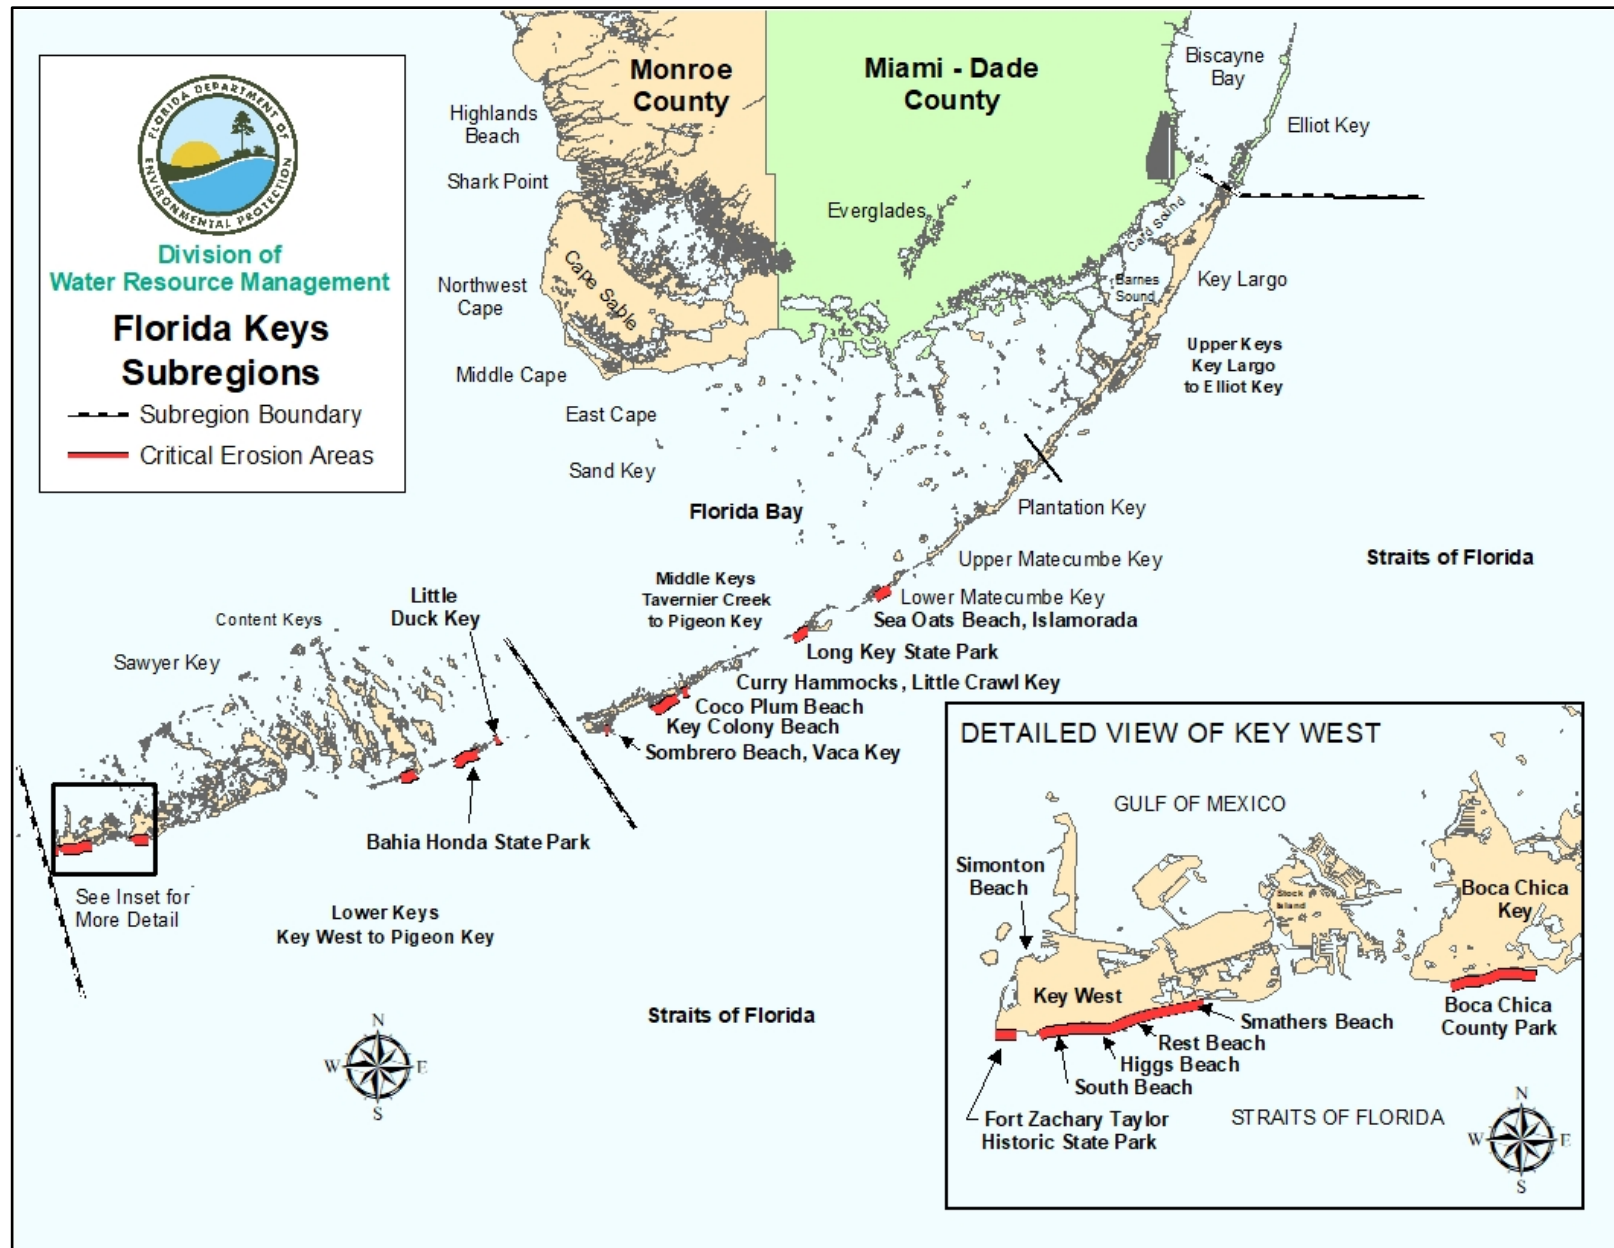 FLORIDA DEPARTMENT OF
ENVIRONMENTAL PROTECTION
Division of
Water Resource Management
Florida Keys
Subregions
Subregion Boundary
Critical Erosion Areas
Monroe
County
Miami - Dade
County
Biscayne
Bay
Elliot Key
Highlands
Beach
Shark Point
Everglades
Card Sound
Cape Sable
Northwest
Cape
Barnes
Sound
Key Largo
Middle Cape
Upper Keys
Key Largo
to Elliot Key
East Cape
Sand Key
Florida Bay
Plantation Key
Upper Matecumbe Key
Straits of Florida
Middle Keys
Tavernier Creek
to Pigeon Key
Lower Matecumbe Key
Sea Oats Beach, Islamorada
Long Key State Park
Curry Hammocks, Little Crawl Key
Coco Plum Beach
Key Colony Beach
Sombrero Beach, Vaca Key
Little
Duck Key
Content Keys
Sawyer Key
Bahia Honda State Park
See Inset for
More Detail
Lower Keys
Key West to Pigeon Key
Straits of Florida
N
W
E
S
DETAILED VIEW OF KEY WEST
GULF OF MEXICO
Simonton
Beach
Stock
Island
Boca Chica
Key
Key West
Boca Chica
County Park
Smathers Beach
Rest Beach
Higgs Beach
South Beach
Fort Zachary Taylor
Historic State Park
STRAITS OF FLORIDA
N
W
E
S